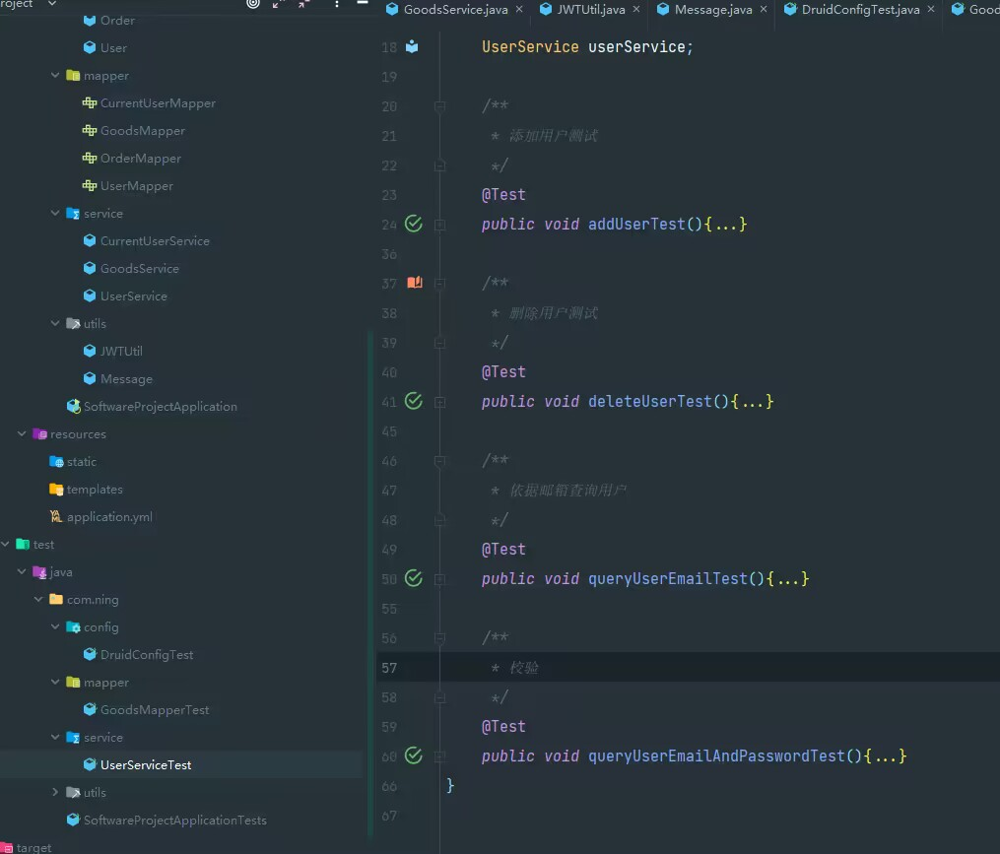 roject
Order
User
mapper
CurrentUserMapper
GoodsMapper
OrderMapper
UserMapper
service
CurrentUserService
GoodsService
UserService
utils
JWTUtil
Message
SoftwareProjectApplication
resources
static
templates
application.yml
test
java
com.ning
config
DruidConfigTest
mapper
GoodsMapperTest
service
UserServiceTest
utils
SoftwareProjectApplicationTests
target
GoodsService.java JWTUtil.java Message.java DruidConfigTest.java Good
18 UserService userService;
19
20 /**
21 * 添加用户测试
22 */
23 @Test
24 public void addUserTest(){...}
36
37 /**
38 * 删除用户测试
39 */
40 @Test
41 public void deleteUserTest(){...}
45
46 /**
47 * 依据邮箱查询用户
48 */
49 @Test
50 public void queryUserEmailTest(){...}
55
56 /**
57 * 校验
58 */
59 @Test
60 public void queryUserEmailAndPasswordTest(){...}
66 }
67